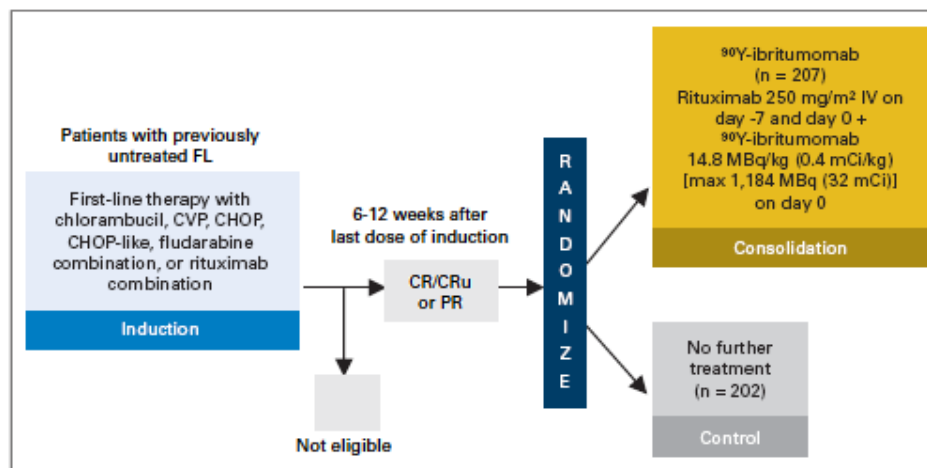 Patients with previously
untreated FL
First-line therapy with
chlorambucil, CVP, CHOP,
CHOP-like, fludarabine
combination, or rituximab
combination
Induction
Not eligible
6-12 weeks after
last dose of induction
CR/CRu
or PR
RANDOMIZE
⁹⁰Y-ibritumomab
(n = 207)
Rituximab 250 mg/m² IV on
day -7 and day 0 +
⁹⁰Y-ibritumomab
14.8 MBq/kg (0.4 mCi/kg)
[max 1,184 MBq (32 mCi)]
on day 0
Consolidation
No further
treatment
(n = 202)
Control